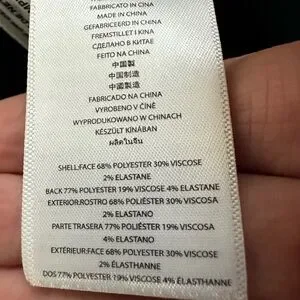 FABBRICATO IN CINA
MADE IN CHINA
GEFABRICEERD IN CHINA
FREMSTILLET I KINA
СДЕЛАНО В КИТАЕ
FEITO NA CHINA
中国製
中国制造
中國製造
FABRICADO NA CHINA
VYROBENO V ČÍNĚ
WYPRODUKOWANO W CHINACH
KÉSZÜLT KÍNÁBAN
ผลิตในจีน
SHELL:FACE 68% POLYESTER 30% VISCOSE
2% ELASTANE
BACK 77% POLYESTER 19% VISCOSE 4% ELASTANE
EXTERIOR:ROSTRO 68% POLIÉSTER 30% VISCOSA
2% ELASTANO
PARTE TRASERA 77% POLIÉSTER 19% VISCOSA
4% ELASTANO
EXTÉRIEUR:FACE 68% POLYESTER 30% VISCOSE
2% ÉLASTHANNE
DOS 77% POLYESTER 19% VISCOSE 4% ÉLASTHANNE